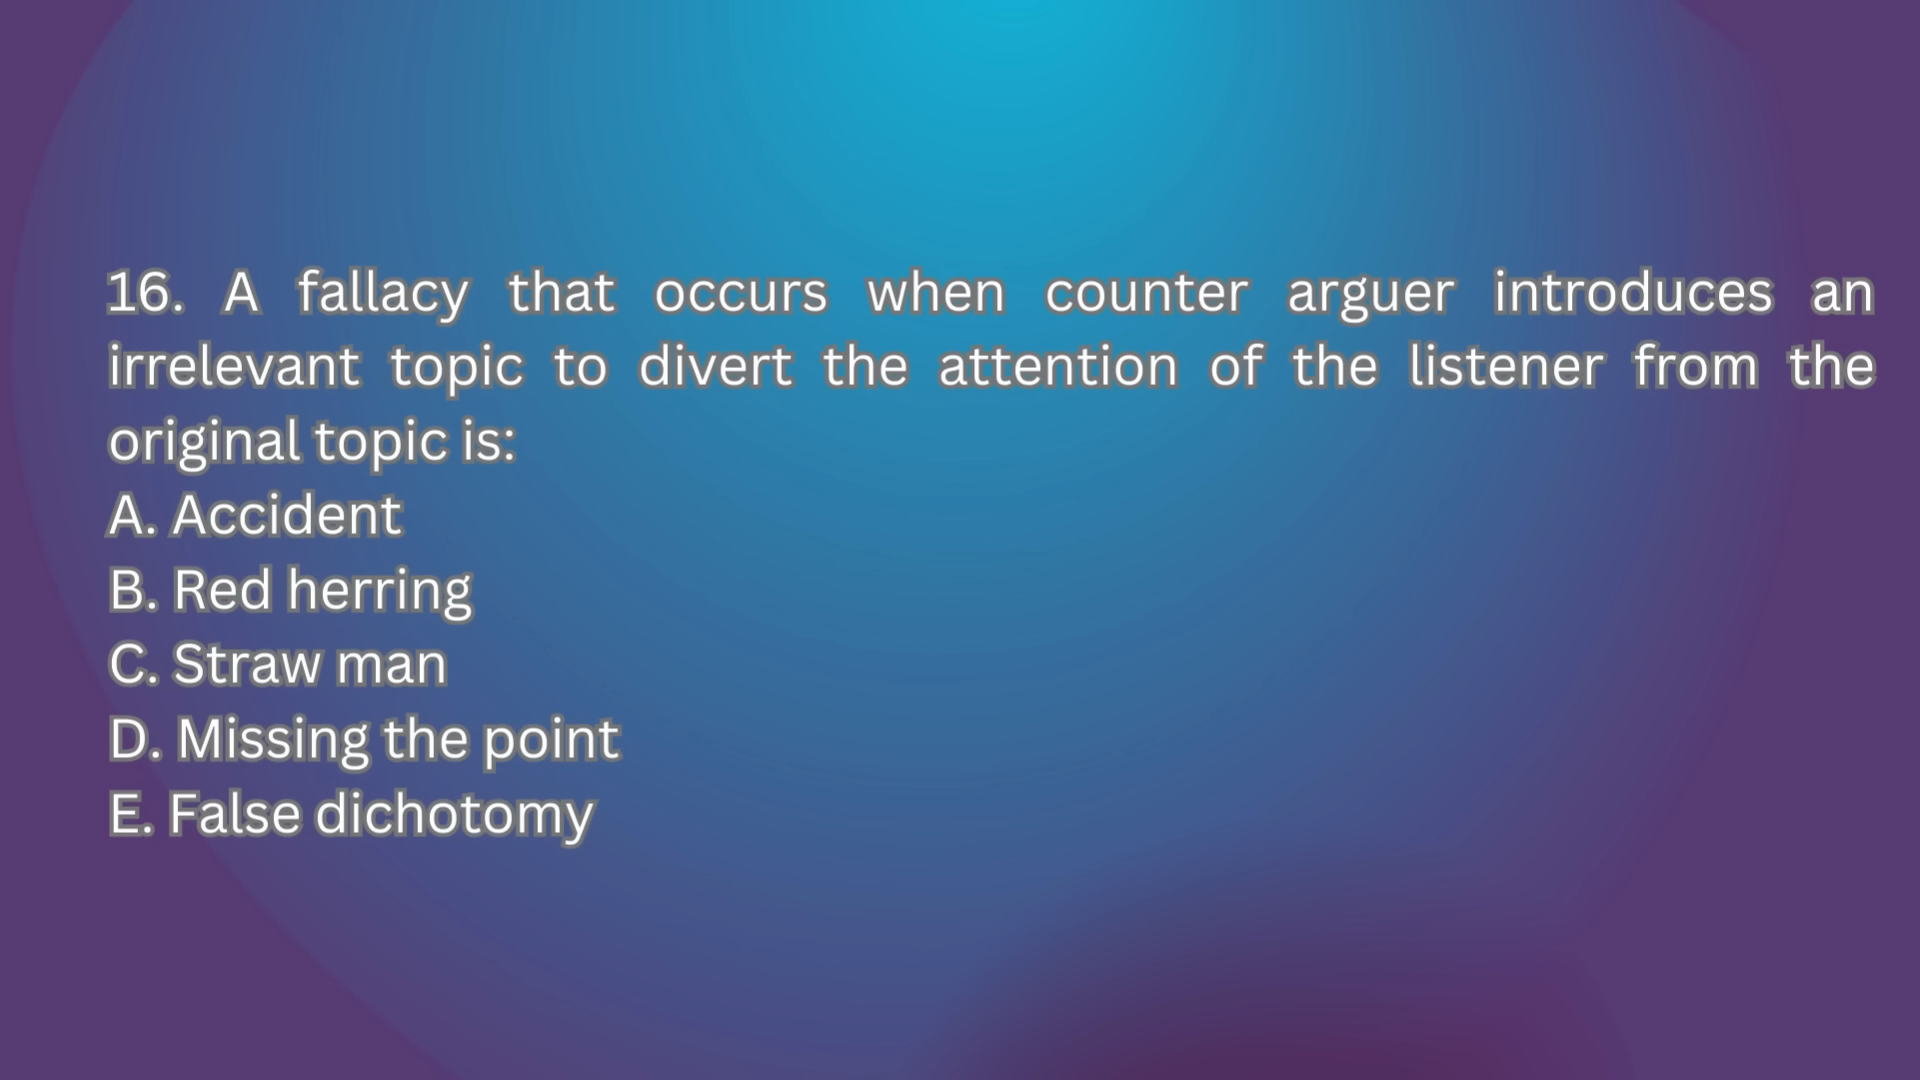 16. A fallacy that occurs when counter arguer introduces an
irrelevant topic to divert the attention of the listener from the
original topic is:
A. Accident
B. Red herring
C. Straw man
D. Missing the point
E. False dichotomy